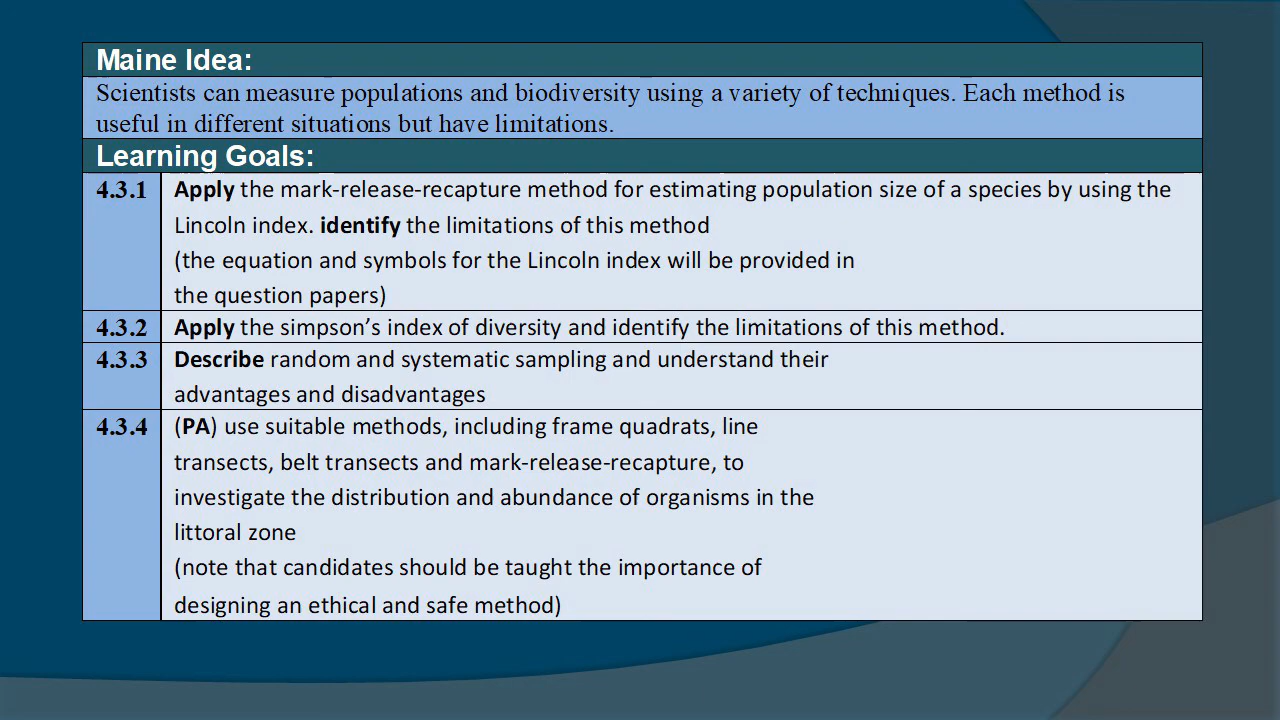 Maine Idea:
Scientists can measure populations and biodiversity using a variety of techniques. Each method is
useful in different situations but have limitations.
Learning Goals:
4.3.1 Apply the mark-release-recapture method for estimating population size of a species by using the
Lincoln index. identify the limitations of this method
(the equation and symbols for the Lincoln index will be provided in
the question papers)
4.3.2 Apply the simpson’s index of diversity and identify the limitations of this method.
4.3.3 Describe random and systematic sampling and understand their
advantages and disadvantages
4.3.4 (PA) use suitable methods, including frame quadrats, line
transects, belt transects and mark-release-recapture, to
investigate the distribution and abundance of organisms in the
littoral zone
(note that candidates should be taught the importance of
designing an ethical and safe method)